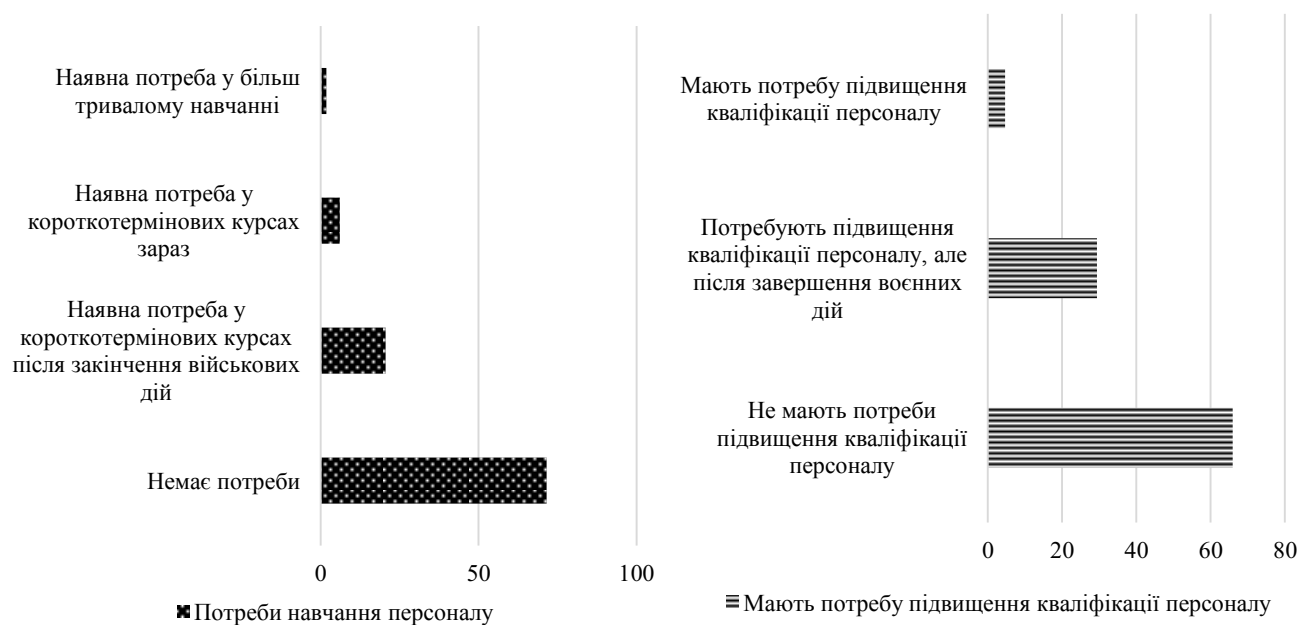 Наявна потреба у більш
тривалому навчанні
Наявна потреба у
короткотермінових курсах
зараз
Наявна потреба у
короткотермінових курсах
після закінчення військових
дій
Немає потреби
0
50
100
Потреби навчання персоналу
Мають потребу підвищення
кваліфікації персоналу
Потребують підвищення
кваліфікації персоналу, але
після завершення воєнних
дій
Не мають потреби
підвищення кваліфікації
персоналу
0
20
40
60
80
Мають потребу підвищення кваліфікації персоналу